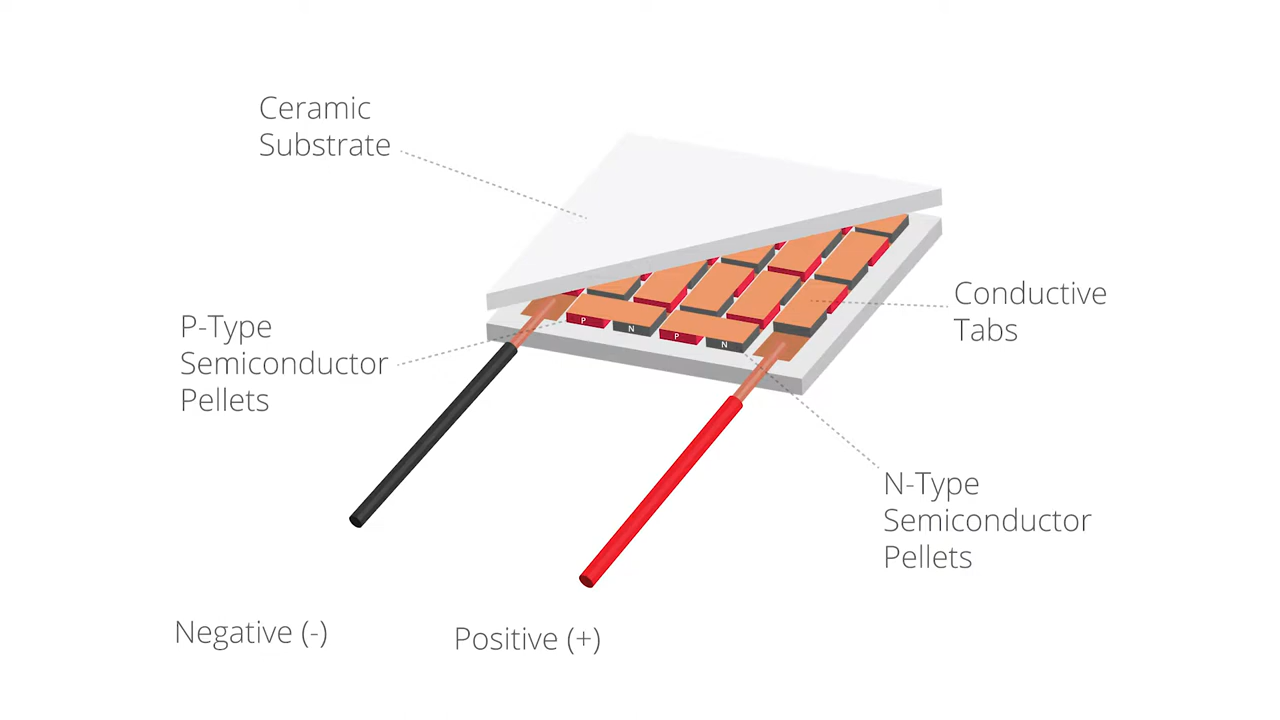 Ceramic
Substrate
P-Type
Semiconductor
Pellets
P
N
P
N
Conductive
Tabs
N-Type
Semiconductor
Pellets
Negative (-)
Positive (+)